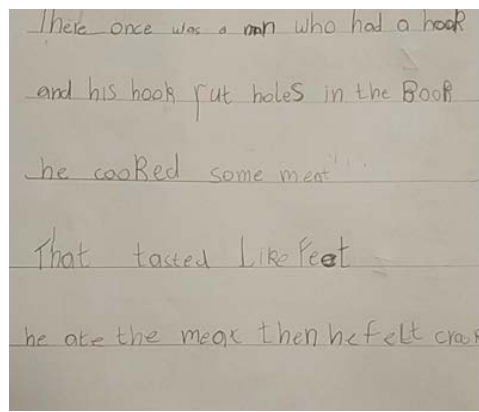 There once was a man who had a hook
and his hook put holes in the Book
he cooked some meat
That tasted Like Feet
he ate the meat then he felt